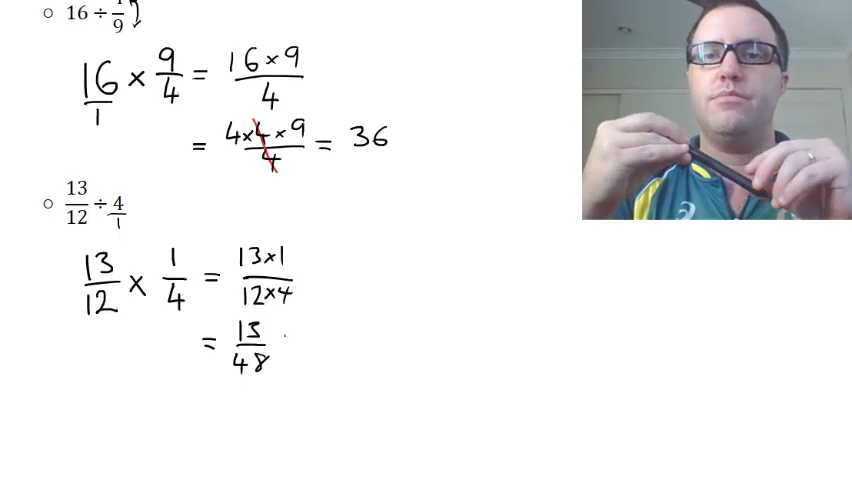 ○ 16 ÷ 4/9
16/1 × 9/4 = 16×9/4
= 4×4×9/4 = 36
○ 13/12 ÷ 4/1
13/12 × 1/4 = 13×1/12×4
= 13/48